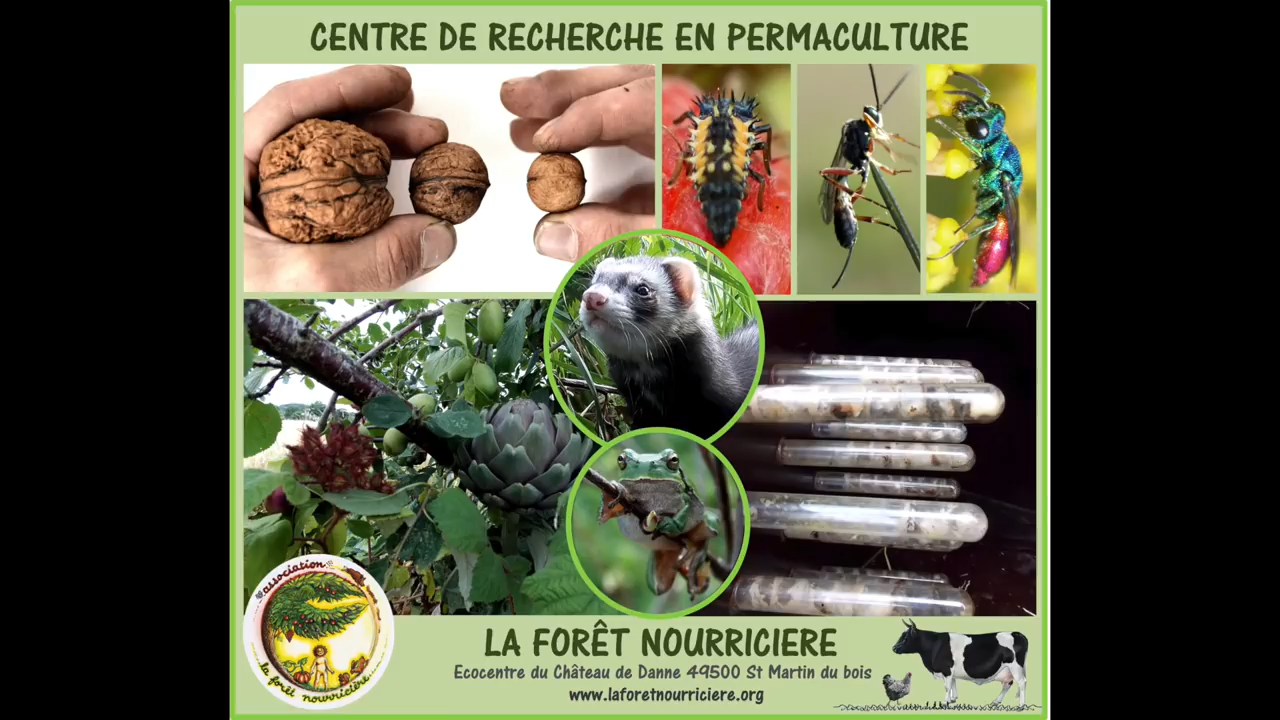 CENTRE DE RECHERCHE EN PERMACULTURE
association
la forêt nourricière
LA FORÊT NOURRICIERE
Ecocentre du Château de Danne 49500 St Martin du bois
www.laforetnourriciere.org